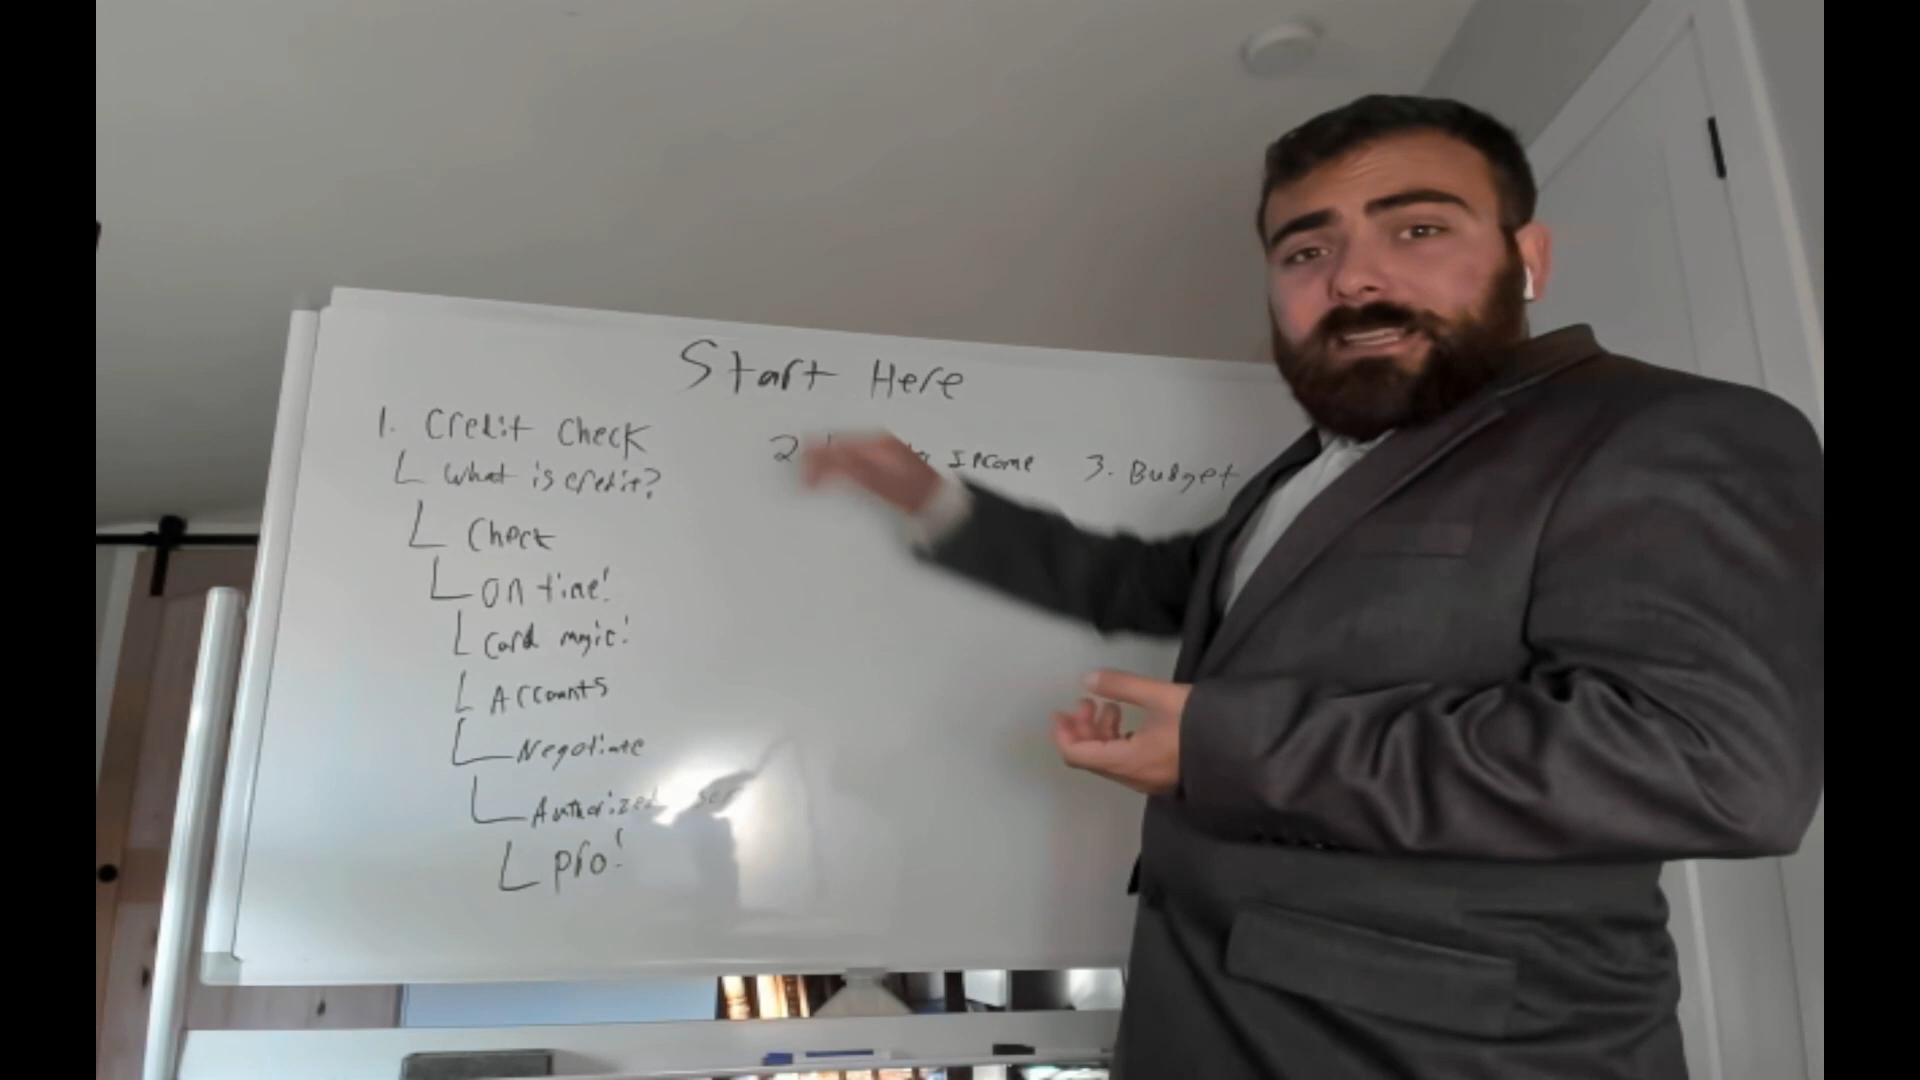 Start Here
1. Credit Check
What is credit?
Check
On time!
Card magic!
Accounts
Negotiate
Authorized
Pro!
2 Income
3. Budget